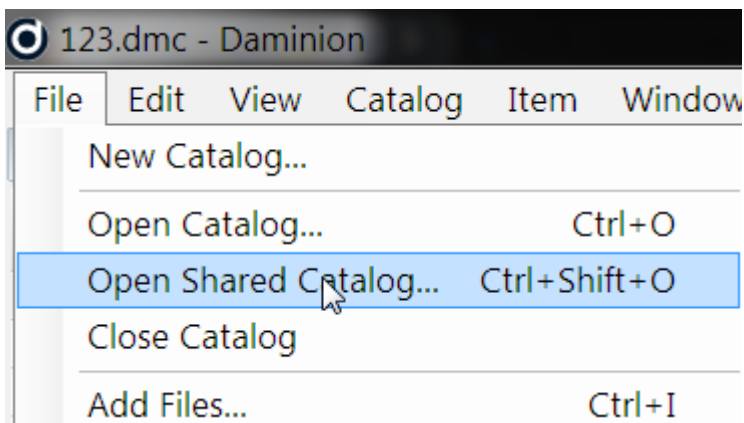 123.dmc - Daminion
File Edit View Catalog Item Window
New Catalog...
Open Catalog... Ctrl+O
Open Shared Catalog... Ctrl+Shift+O
Close Catalog
Add Files... Ctrl+I